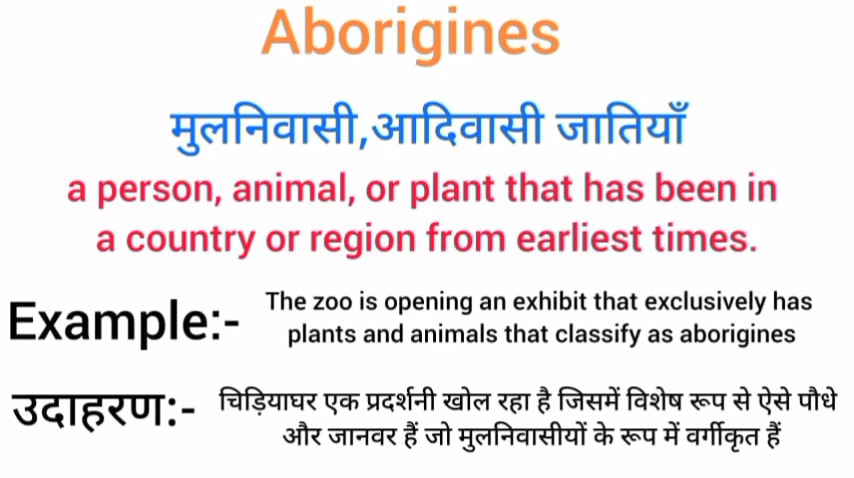 Aborigines
मुलनिवासी,आदिवासी जातियाँ
a person, animal, or plant that has been in
a country or region from earliest times.
Example:- The zoo is opening an exhibit that exclusively has
plants and animals that classify as aborigines
उदाहरण:- चिड़ियाघर एक प्रदर्शनी खोल रहा है जिसमें विशेष रूप से ऐसे पौधे
और जानवर हैं जो मुलनिवासीयों के रूप में वर्गीकृत हैं